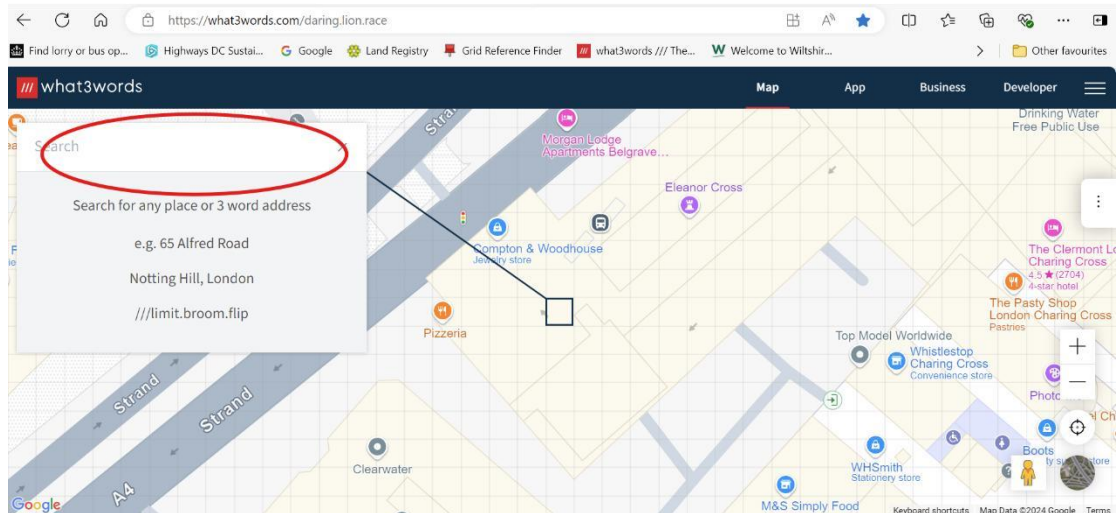 https://what3words.com/daring.lion.race
Find lorry or bus op...
Highways DC Sustai...
Google
Land Registry
Grid Reference Finder
what3words /// The...
Welcome to Wiltshir...
Other favourites
what3words
Map
App
Business
Developer
Search
Search for any place or 3 word address
e.g. 65 Alfred Road
Notting Hill, London
///limit.broom.flip
Strand
Morgan Lodge
Apartments Belgrave...
Drinking Water
Free Public Use
Eleanor Cross
Compton & Woodhouse
Jewelry store
The Clermont Lo
Charing Cross
4.5 ★ (2704)
4-star hotel
The Pasty Shop
London Charing Cross
Pastries
Pizzeria
Top Model Worldwide
Whistlestop
Charing Cross
Convenience store
Strand
Strand
Clearwater
Boots
WHSmith
Stationery store
M&S Simply Food
A4
Google
Keyboard shortcuts
Map Data ©2024 Google
Terms